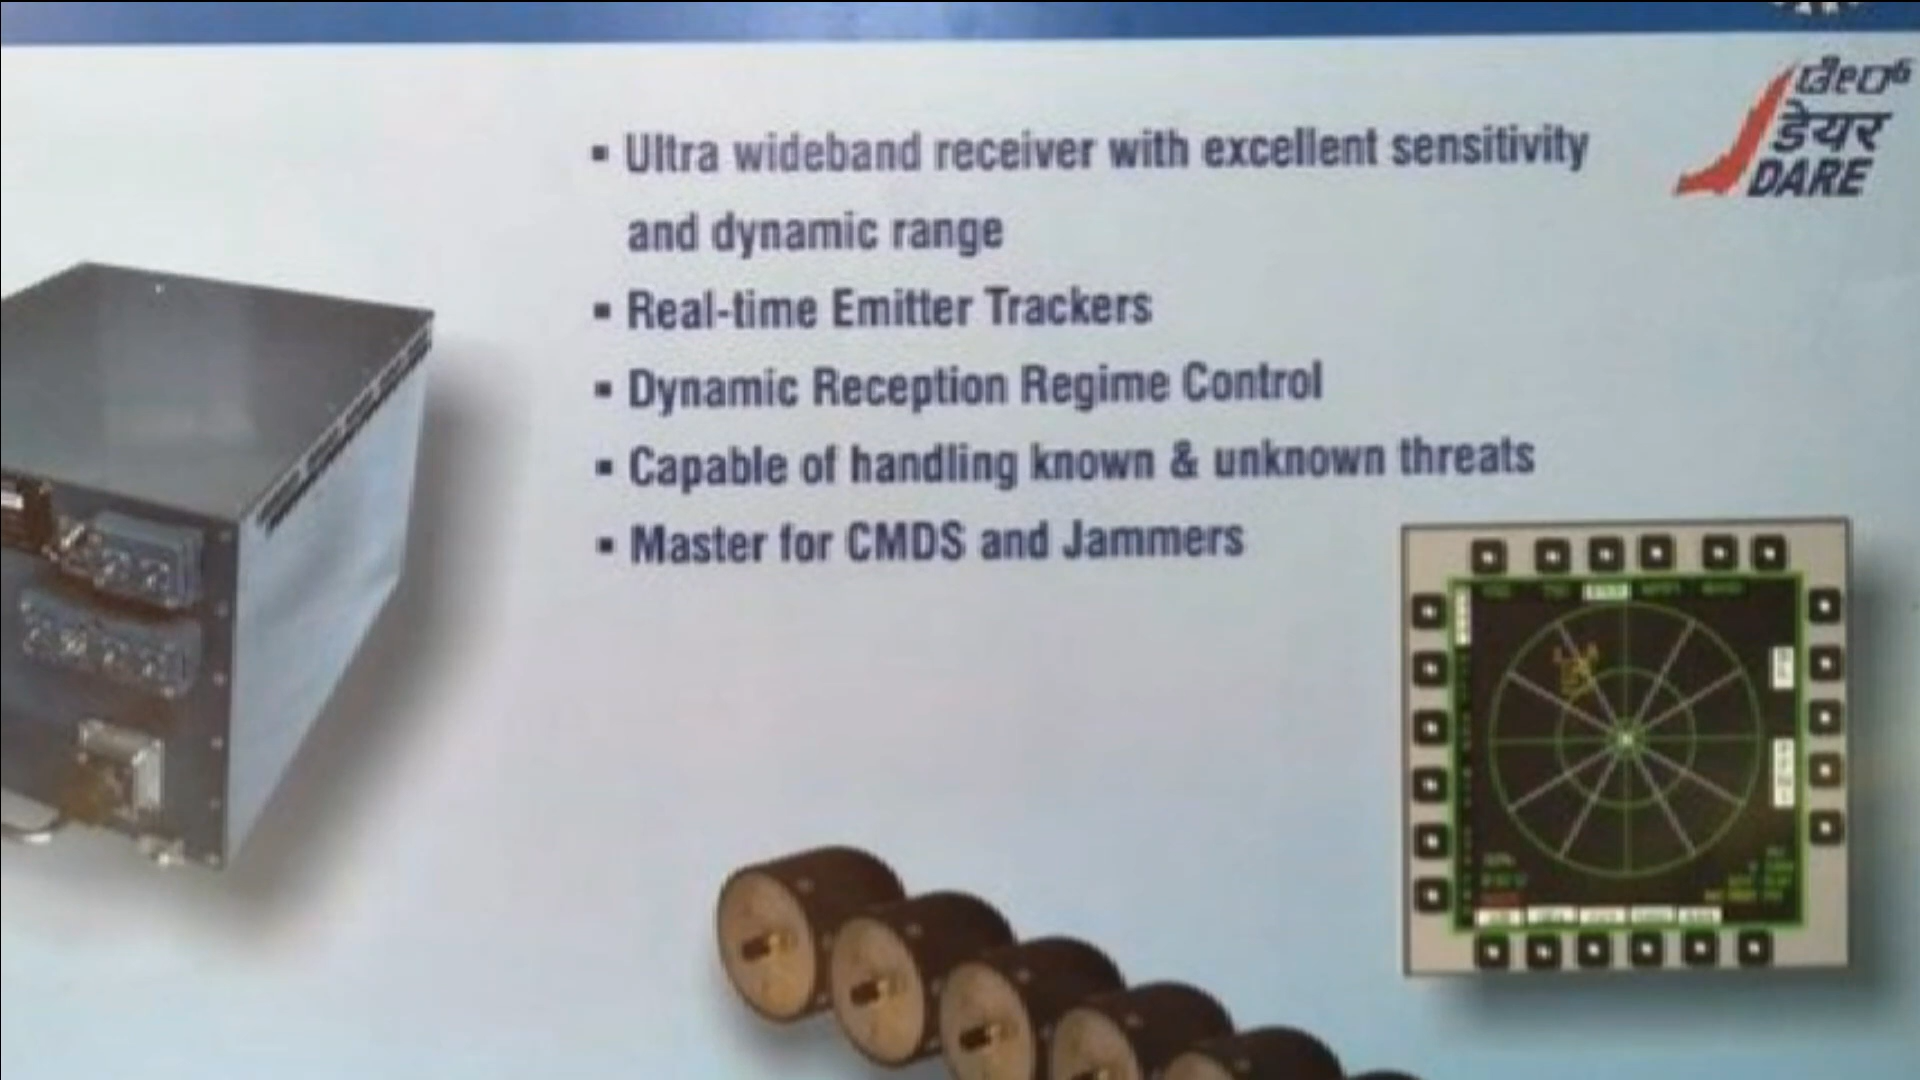 ಡೇರ್
डेयर
DARE
▪ Ultra wideband receiver with excellent sensitivity
and dynamic range
▪ Real-time Emitter Trackers
▪ Dynamic Reception Regime Control
▪ Capable of handling known & unknown threats
▪ Master for CMDS and Jammers